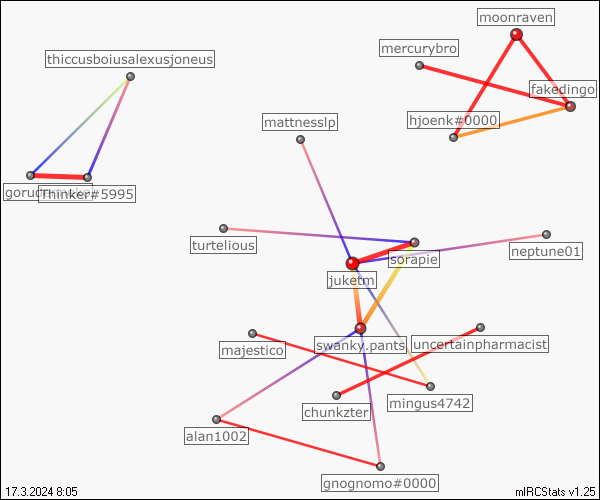 moonraven
mercurybro
thiccusboiusalexusjoneus
fakedingo
hjoenk#0000
mattnesslp
Thinker#5995
turtelious
sorapie
neptune01
juketm
swanky.pants
uncertainpharmacist
majestico
mingus4742
chunkzter
alan1002
gnognomo#0000
17.3.2024 8:05
mIRCStats v1.25